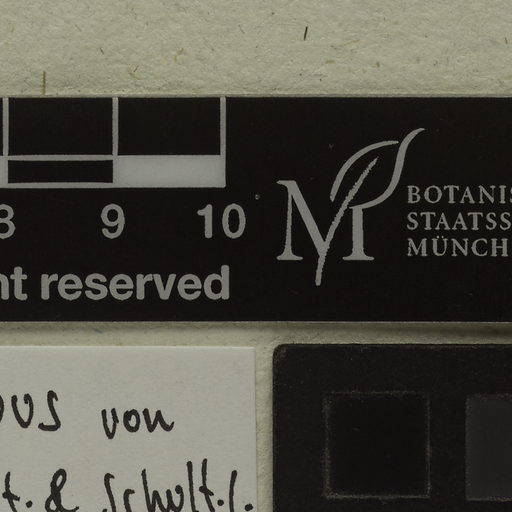 8 9 10
BOTANIS
STAATSS
MÜNCH
nt reserved
von
t. & Schult.f.